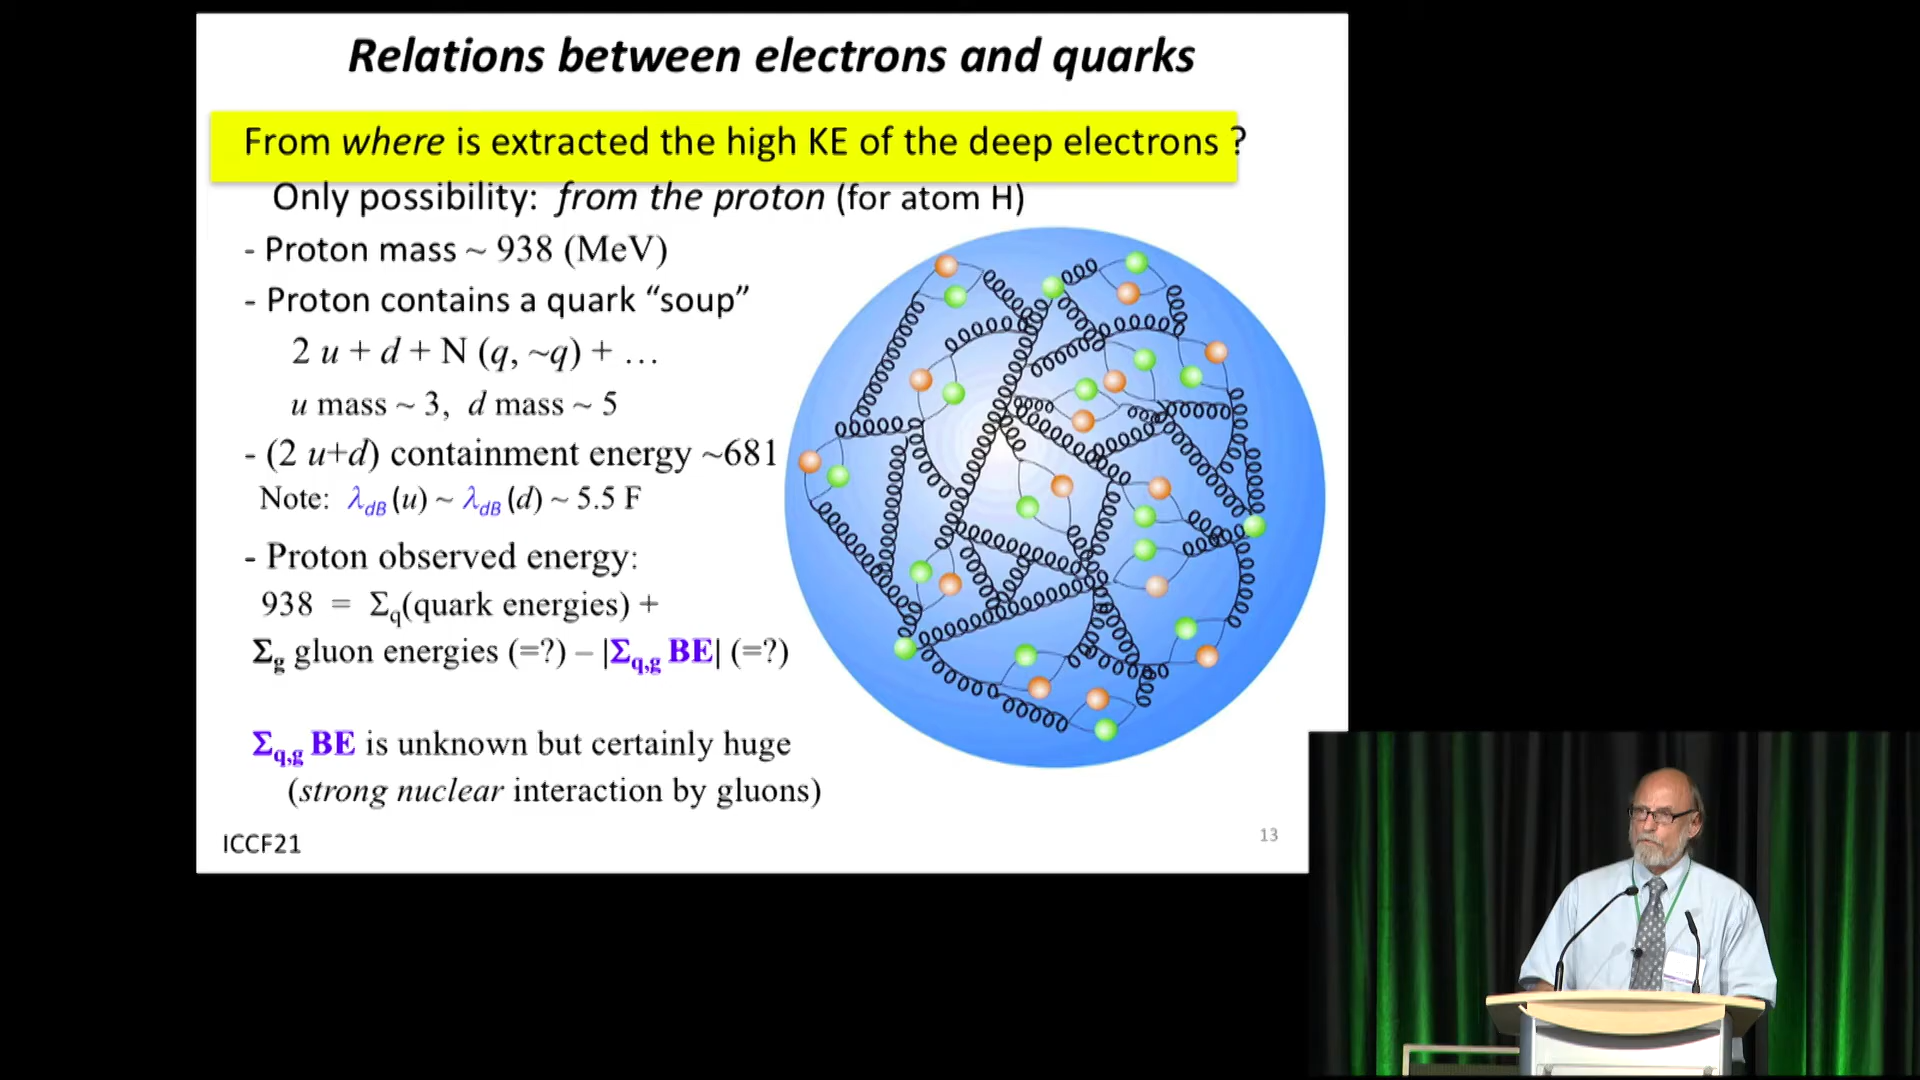 Relations between electrons and quarks
From where is extracted the high KE of the deep electrons ?
Only possibility: from the proton (for atom H)
- Proton mass ~ 938 (MeV)
- Proton contains a quark “soup”
2 u + d + N (q, ~q) + …
u mass ~ 3, d mass ~ 5
- (2 u+d) containment energy ~681
Note: λdB (u) ~ λdB (d) ~ 5.5 F
- Proton observed energy:
938 = Σq(quark energies) +
Σg gluon energies (=?) – |Σq,g BE| (=?)
Σq,g BE is unknown but certainly huge
(strong nuclear interaction by gluons)
ICCF21
13